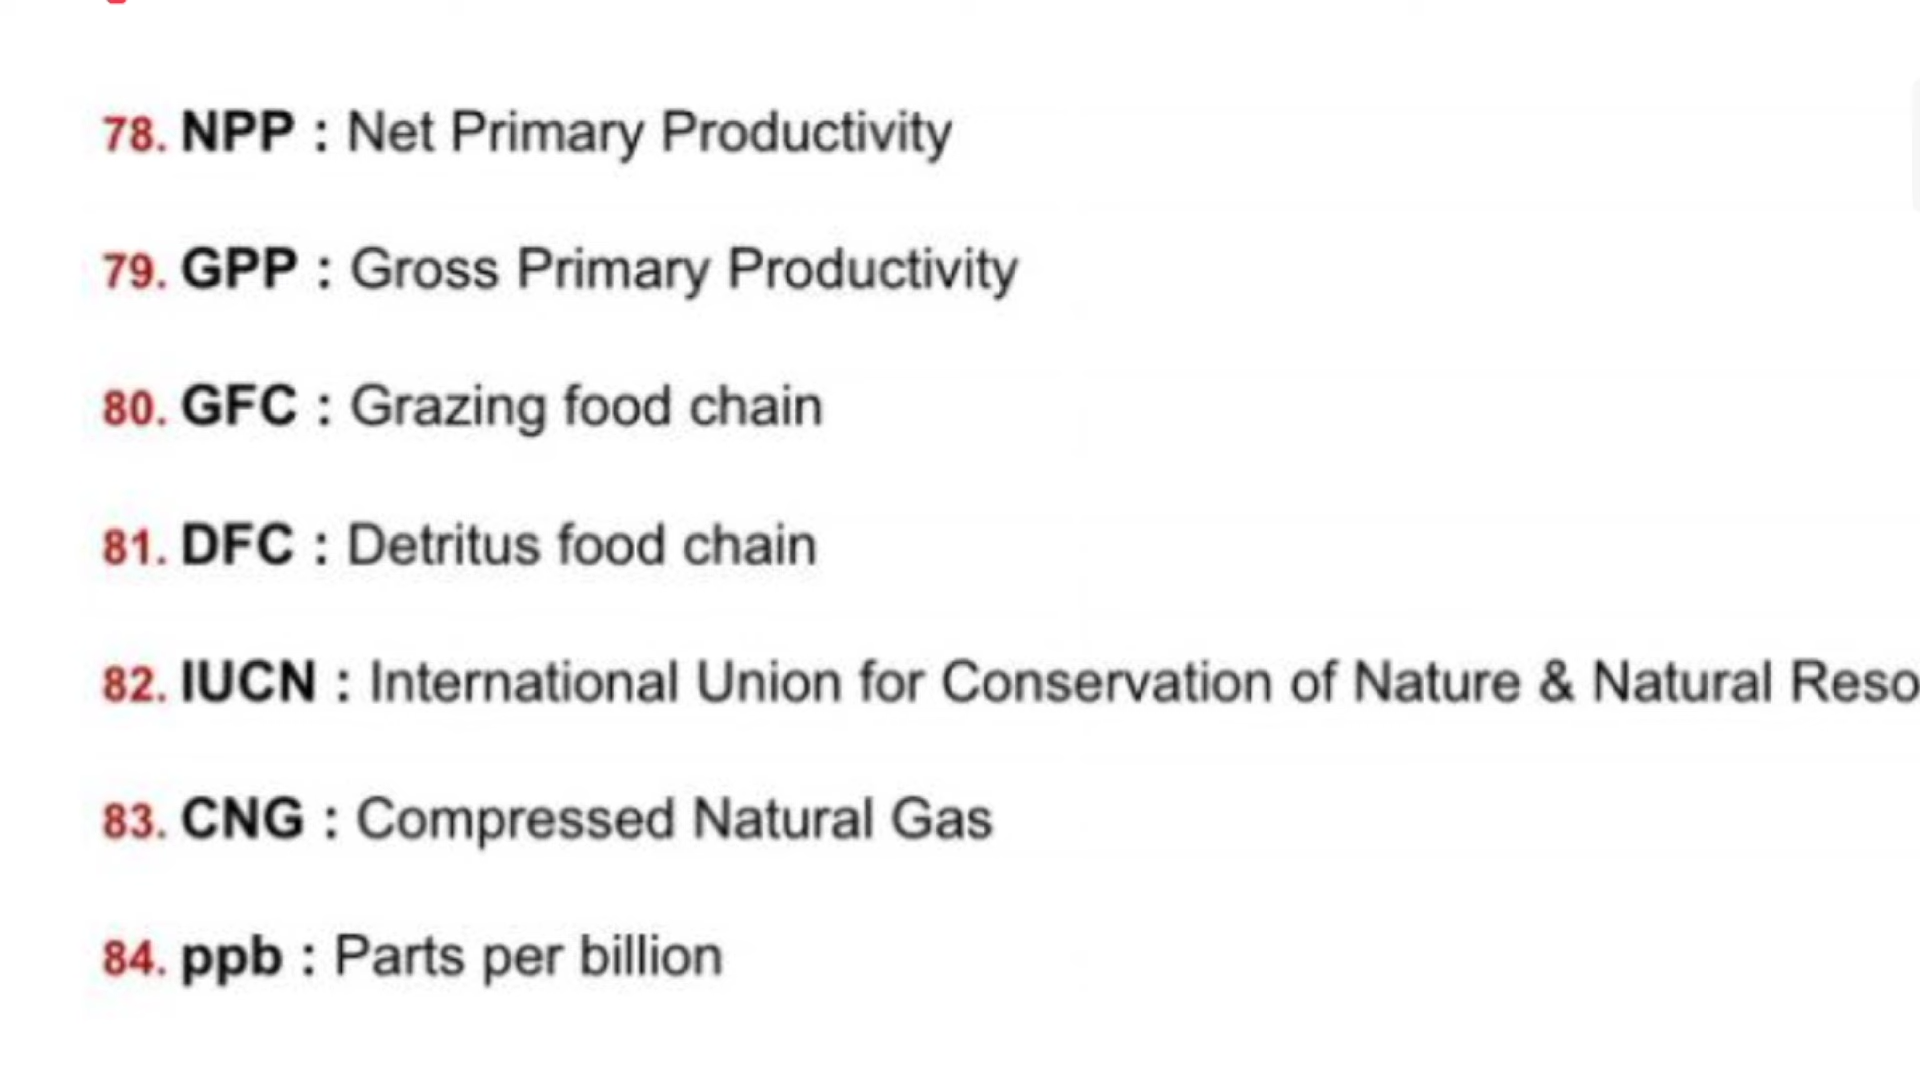 78. NPP : Net Primary Productivity
79. GPP : Gross Primary Productivity
80. GFC : Grazing food chain
81. DFC : Detritus food chain
82. IUCN : International Union for Conservation of Nature & Natural Reso
83. CNG : Compressed Natural Gas
84. ppb : Parts per billion